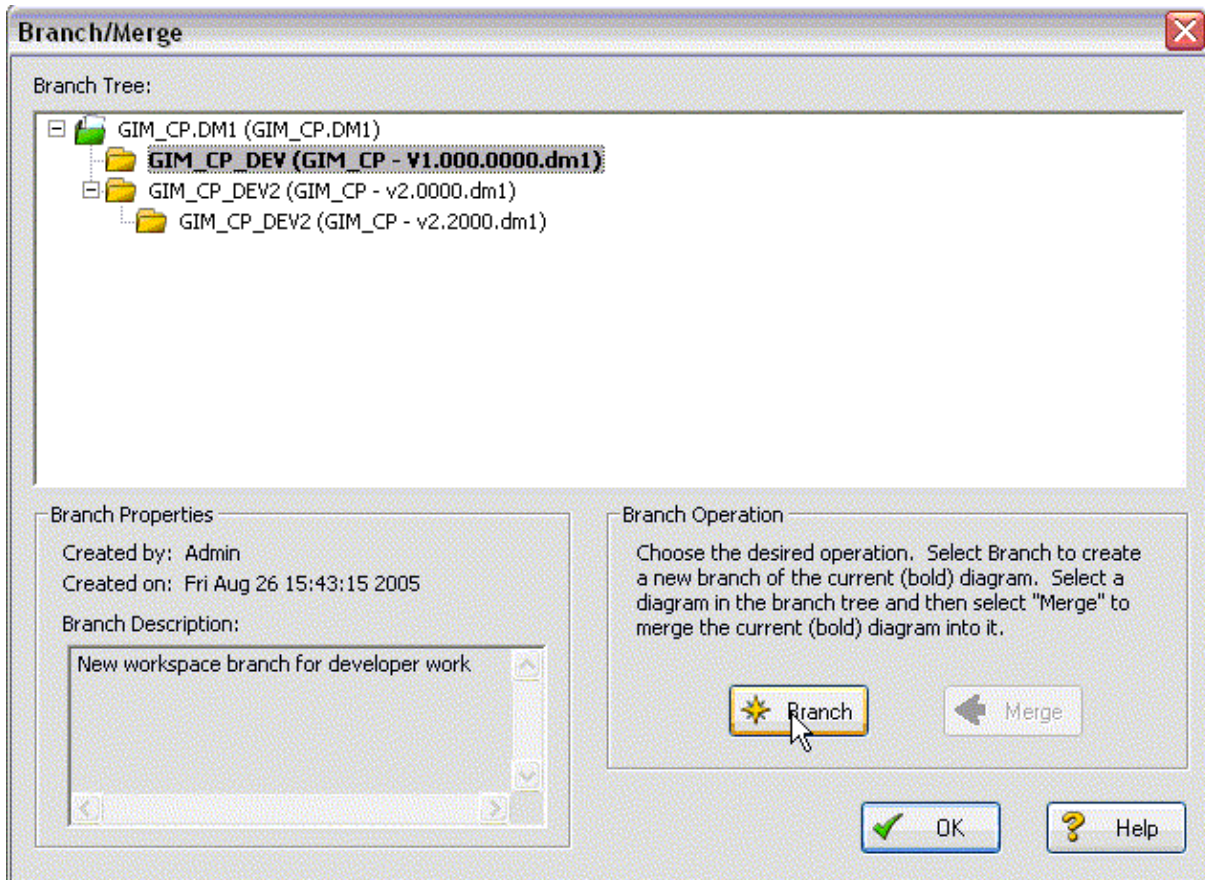 Branch/Merge
Branch Tree:
GIM_CP.DM1 (GIM_CP.DM1)
GIM_CP_DEV (GIM_CP - V1.000.0000.dm1)
GIM_CP_DEV2 (GIM_CP - v2.0000.dm1)
GIM_CP_DEV2 (GIM_CP - v2.2000.dm1)
Branch Properties
Created by: Admin
Created on: Fri Aug 26 15:43:15 2005
Branch Description:
New workspace branch for developer work
Branch Operation
Choose the desired operation. Select Branch to create
a new branch of the current (bold) diagram. Select a
diagram in the branch tree and then select "Merge" to
merge the current (bold) diagram into it.
Branch
Merge
OK
Help